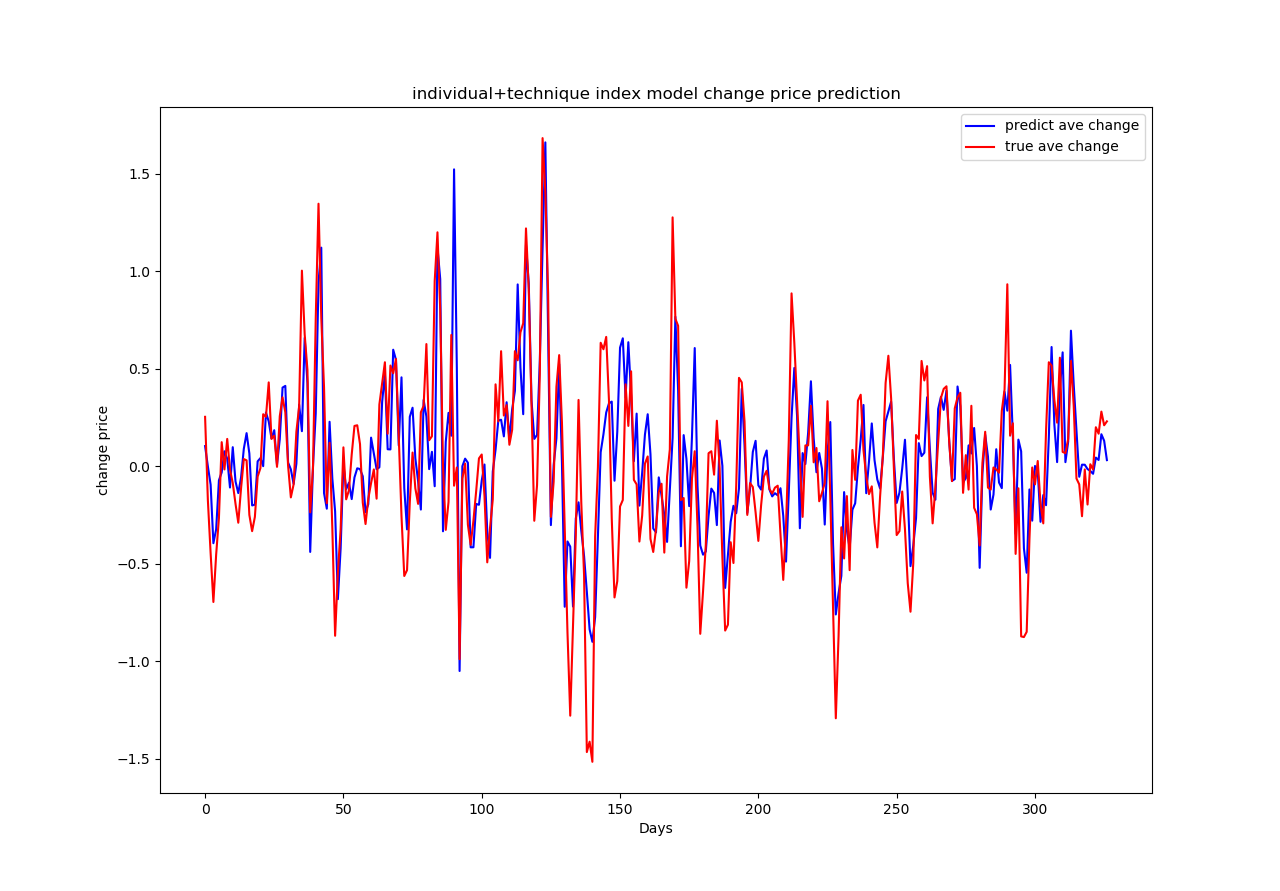 individual+technique index model change price prediction
predict ave change
true ave change
1.5
1.0
0.5
0.0
−0.5
−1.0
−1.5
change price
0 50 100 150 200 250 300
Days